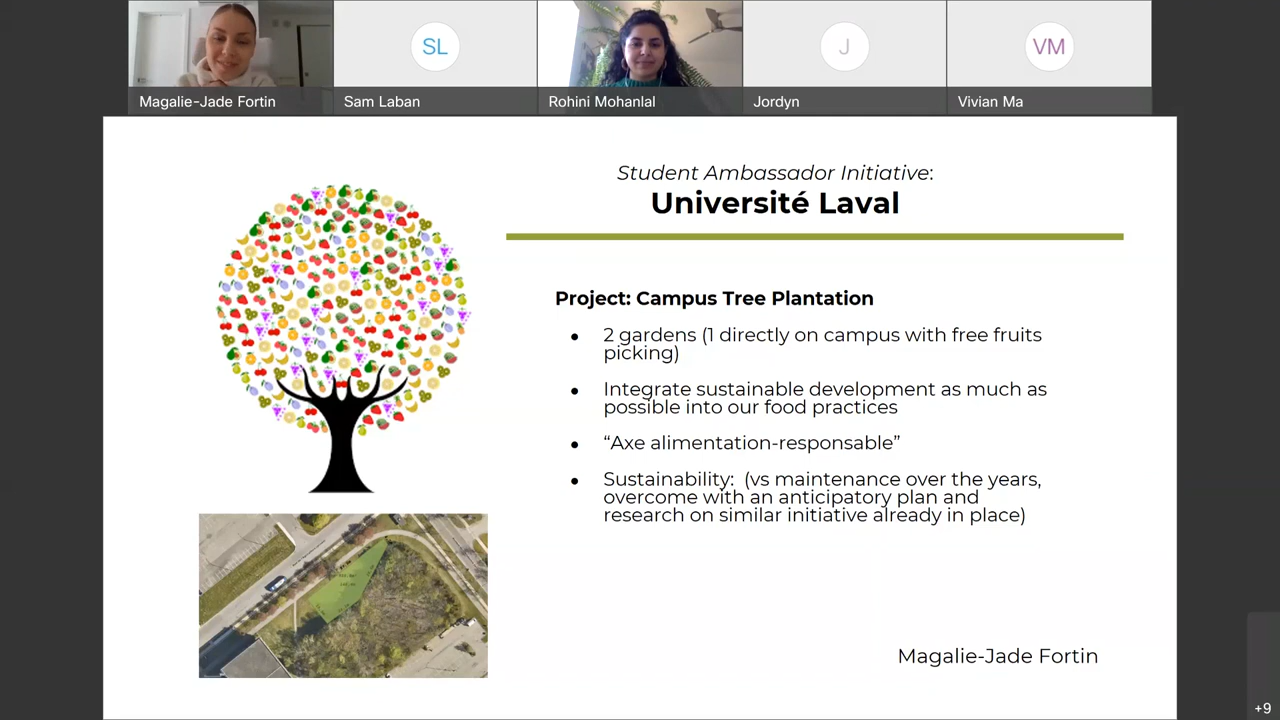 SL
J
VM
Magalie-Jade Fortin
Sam Laban
Rohini Mohanlal
Jordyn
Vivian Ma
Student Ambassador Initiative:
Université Laval
Project: Campus Tree Plantation
● 2 gardens (1 directly on campus with free fruits
picking)
● Integrate sustainable development as much as
possible into our food practices
● “Axe alimentation-responsable”
● Sustainability:  (vs maintenance over the years,
overcome with an anticipatory plan and
research on similar initiative already in place)
Magalie-Jade Fortin
+9